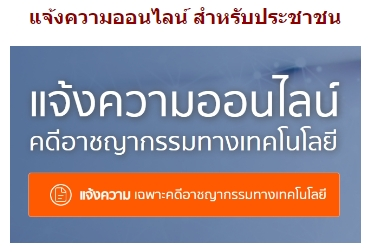 แจ้งความออนไลน์ สำหรับประชาชน
แจ้งความออนไลน์
คดีอาชญากรรมทางเทคโนโลยี
แจ้งความ เฉพาะคดีอาชญากรรมทางเทคโนโลยี